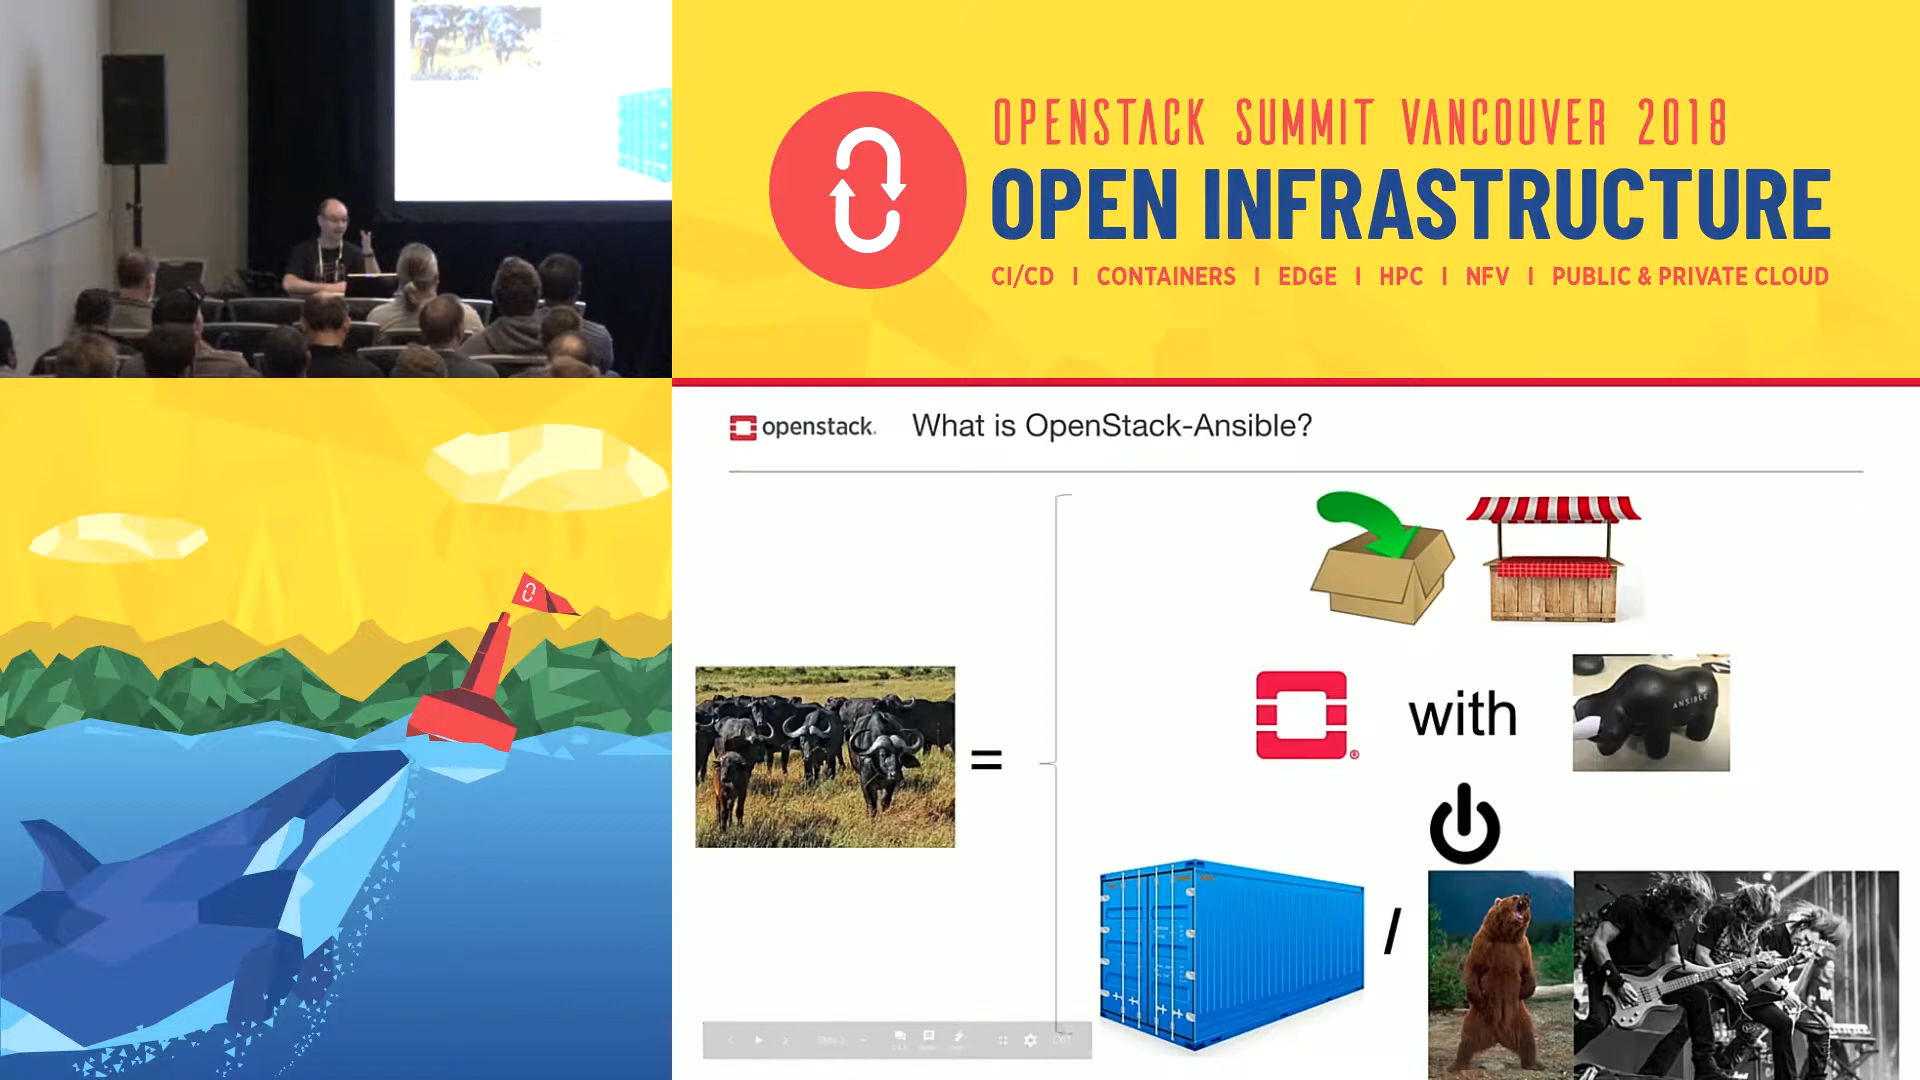 OPENSTACK SUMMIT VANCOUVER 2018
OPEN INFRASTRUCTURE
CI/CD | CONTAINERS | EDGE | HPC | NFV | PUBLIC & PRIVATE CLOUD
openstack. What is OpenStack-Ansible?
=
with
®
ANSIBLE
/